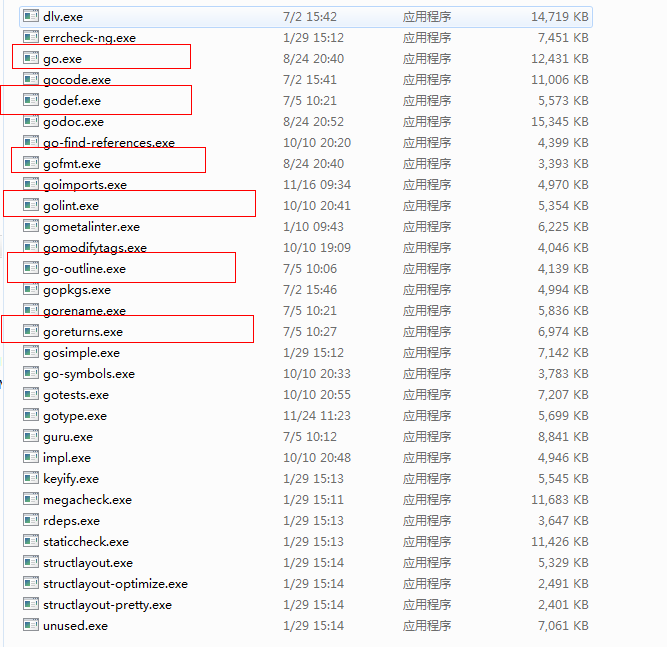 dlv.exe 7/2 15:42 应用程序 14,719 KB
errcheck-ng.exe 1/29 15:12 应用程序 7,451 KB
go.exe 8/24 20:40 应用程序 12,431 KB
gocode.exe 7/2 15:41 应用程序 11,006 KB
godef.exe 7/5 10:21 应用程序 5,573 KB
godoc.exe 8/24 20:52 应用程序 15,345 KB
go-find-references.exe 10/10 20:20 应用程序 4,399 KB
gofmt.exe 8/24 20:40 应用程序 3,393 KB
goimports.exe 11/16 09:34 应用程序 4,970 KB
golint.exe 10/10 20:41 应用程序 5,354 KB
gometalinter.exe 1/10 09:43 应用程序 6,225 KB
gomodifytags.exe 10/10 19:09 应用程序 4,046 KB
go-outline.exe 7/5 10:06 应用程序 4,139 KB
gopkgs.exe 7/2 15:46 应用程序 4,994 KB
gorename.exe 7/5 10:21 应用程序 5,836 KB
goreturns.exe 7/5 10:27 应用程序 6,974 KB
gosimple.exe 1/29 15:12 应用程序 7,142 KB
go-symbols.exe 10/10 20:33 应用程序 3,783 KB
gotests.exe 10/10 20:55 应用程序 7,207 KB
gotype.exe 11/24 11:23 应用程序 5,699 KB
guru.exe 7/5 10:12 应用程序 8,841 KB
impl.exe 10/10 20:48 应用程序 4,946 KB
keyify.exe 1/29 15:13 应用程序 5,545 KB
megacheck.exe 1/29 15:11 应用程序 11,683 KB
rdeps.exe 1/29 15:13 应用程序 3,647 KB
staticcheck.exe 1/29 15:13 应用程序 11,426 KB
structlayout.exe 1/29 15:14 应用程序 5,329 KB
structlayout-optimize.exe 1/29 15:14 应用程序 2,491 KB
structlayout-pretty.exe 1/29 15:14 应用程序 2,401 KB
unused.exe 1/29 15:14 应用程序 7,061 KB